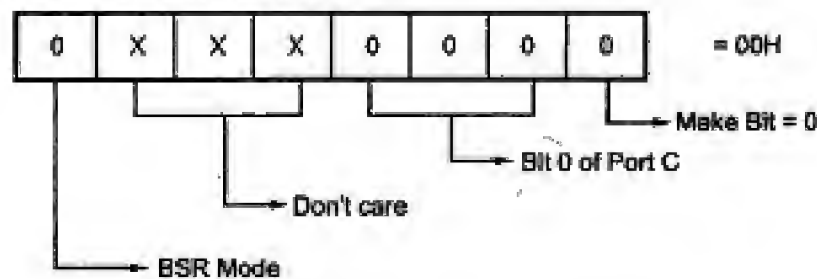 0 X X X 0 0 0 0 = 00H
Make Bit = 0
Bit 0 of Port C
Don't care
BSR Mode